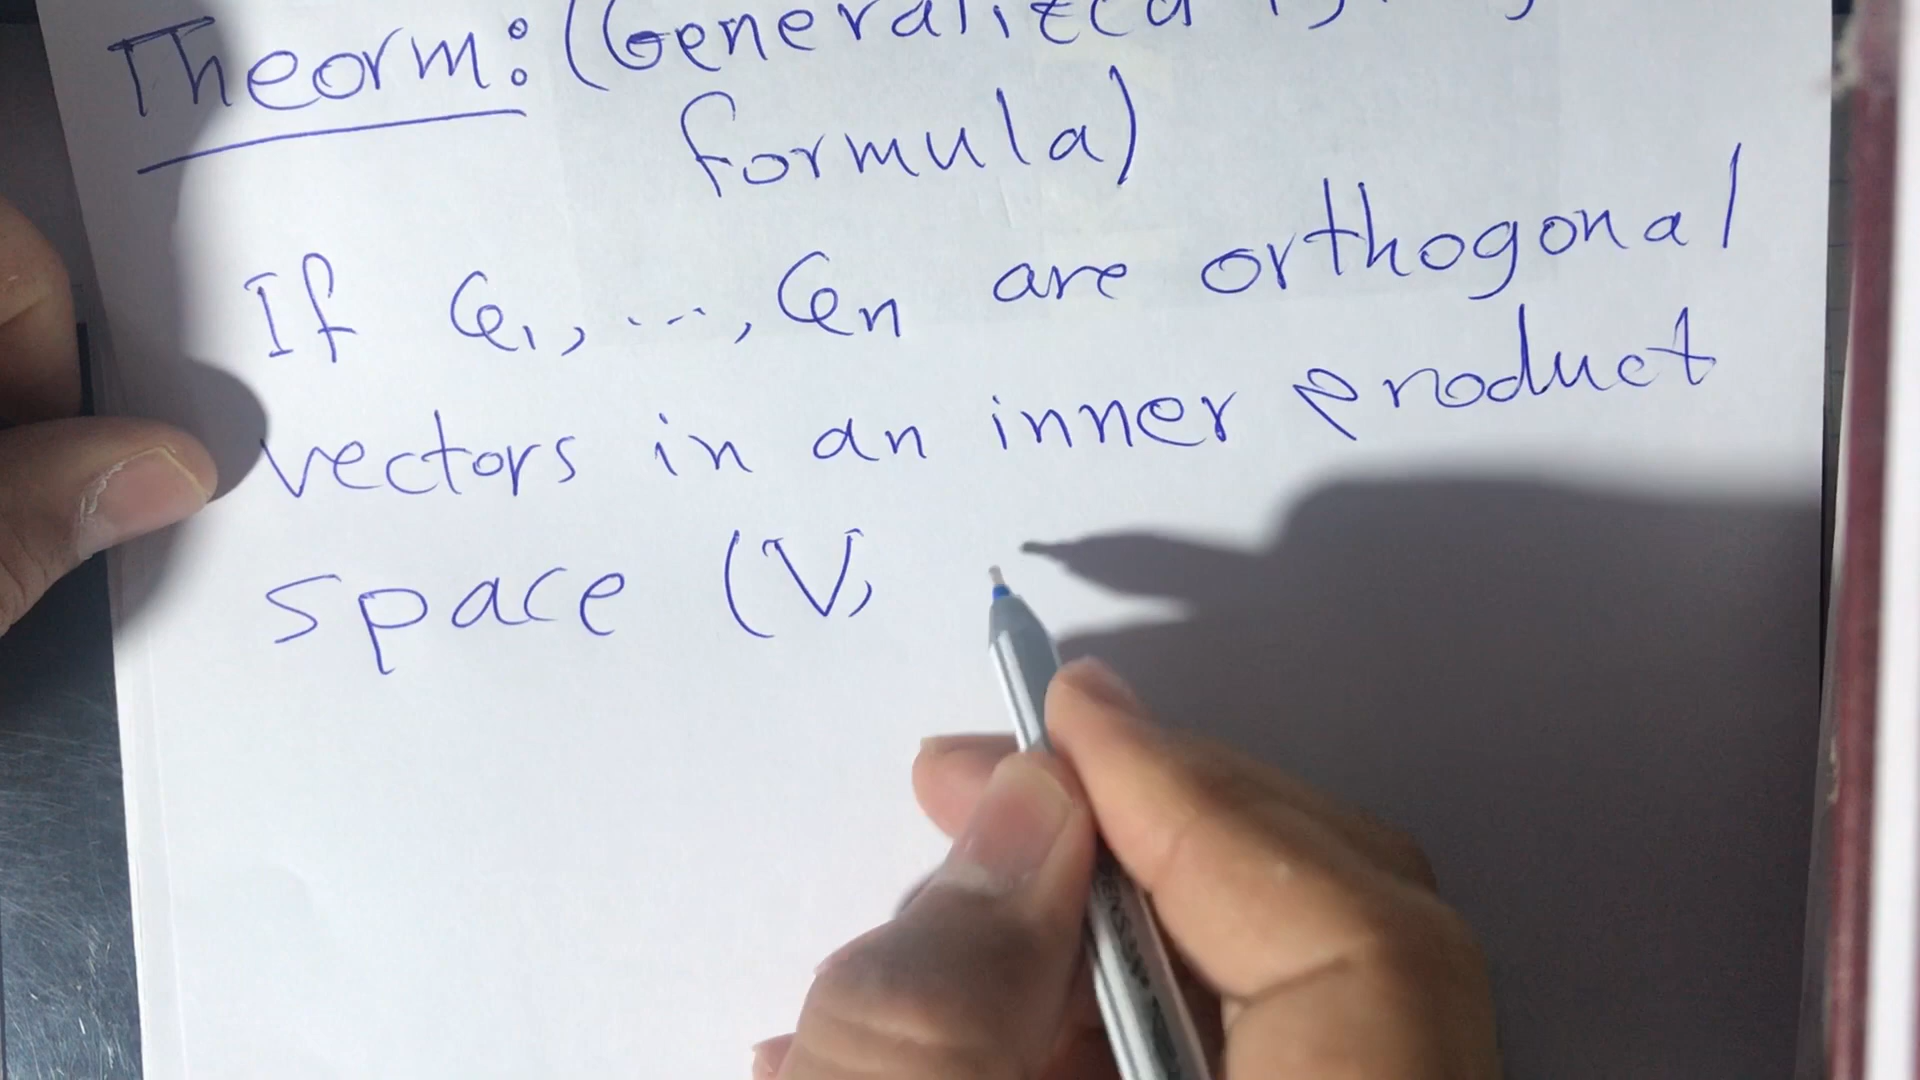 Theorm: (Generalized
formula)
If e1, ..., en are orthogonal
vectors in an inner product
space (V,